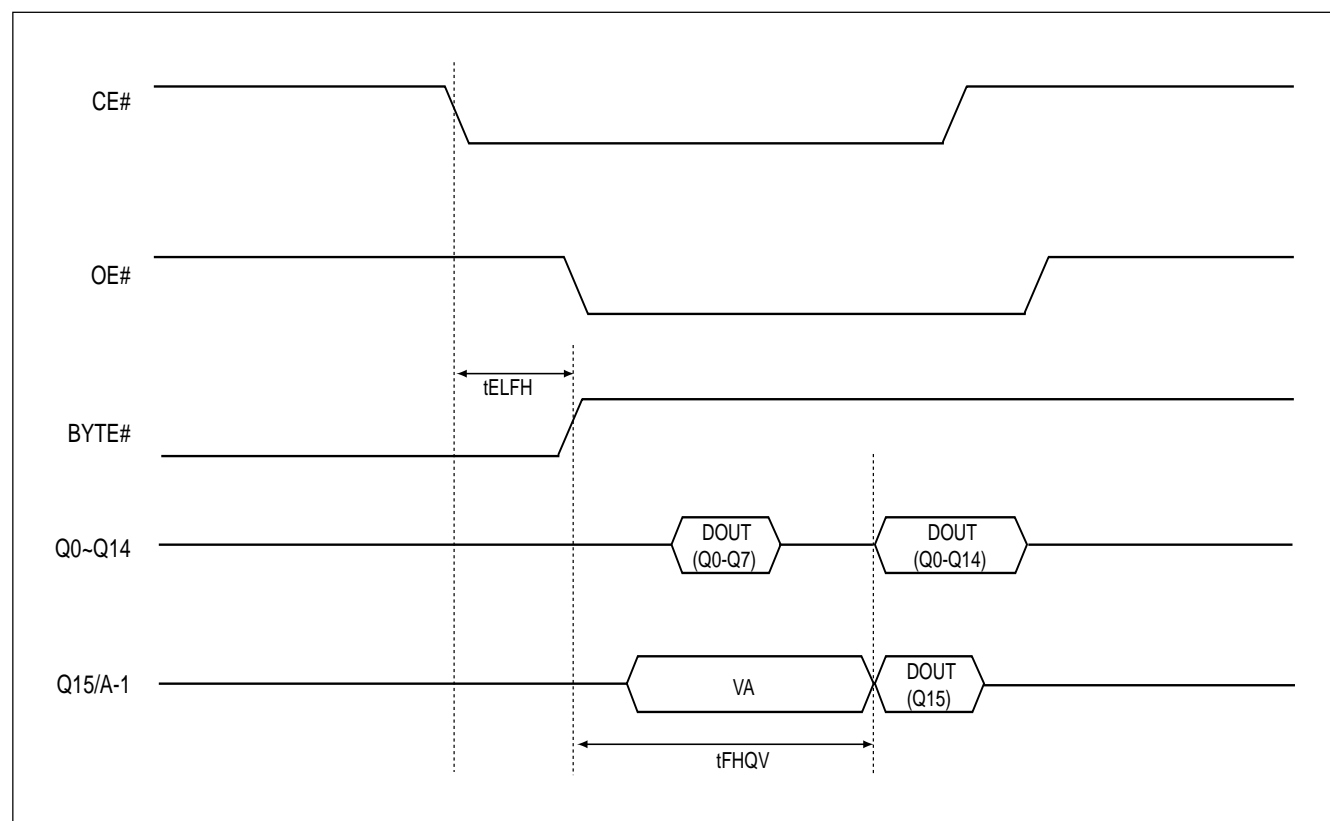 CE#
OE#
tELFH
BYTE#
Q0~Q14
DOUT
(Q0-Q7)
DOUT
(Q0-Q14)
Q15/A-1
VA
DOUT
(Q15)
tFHQV